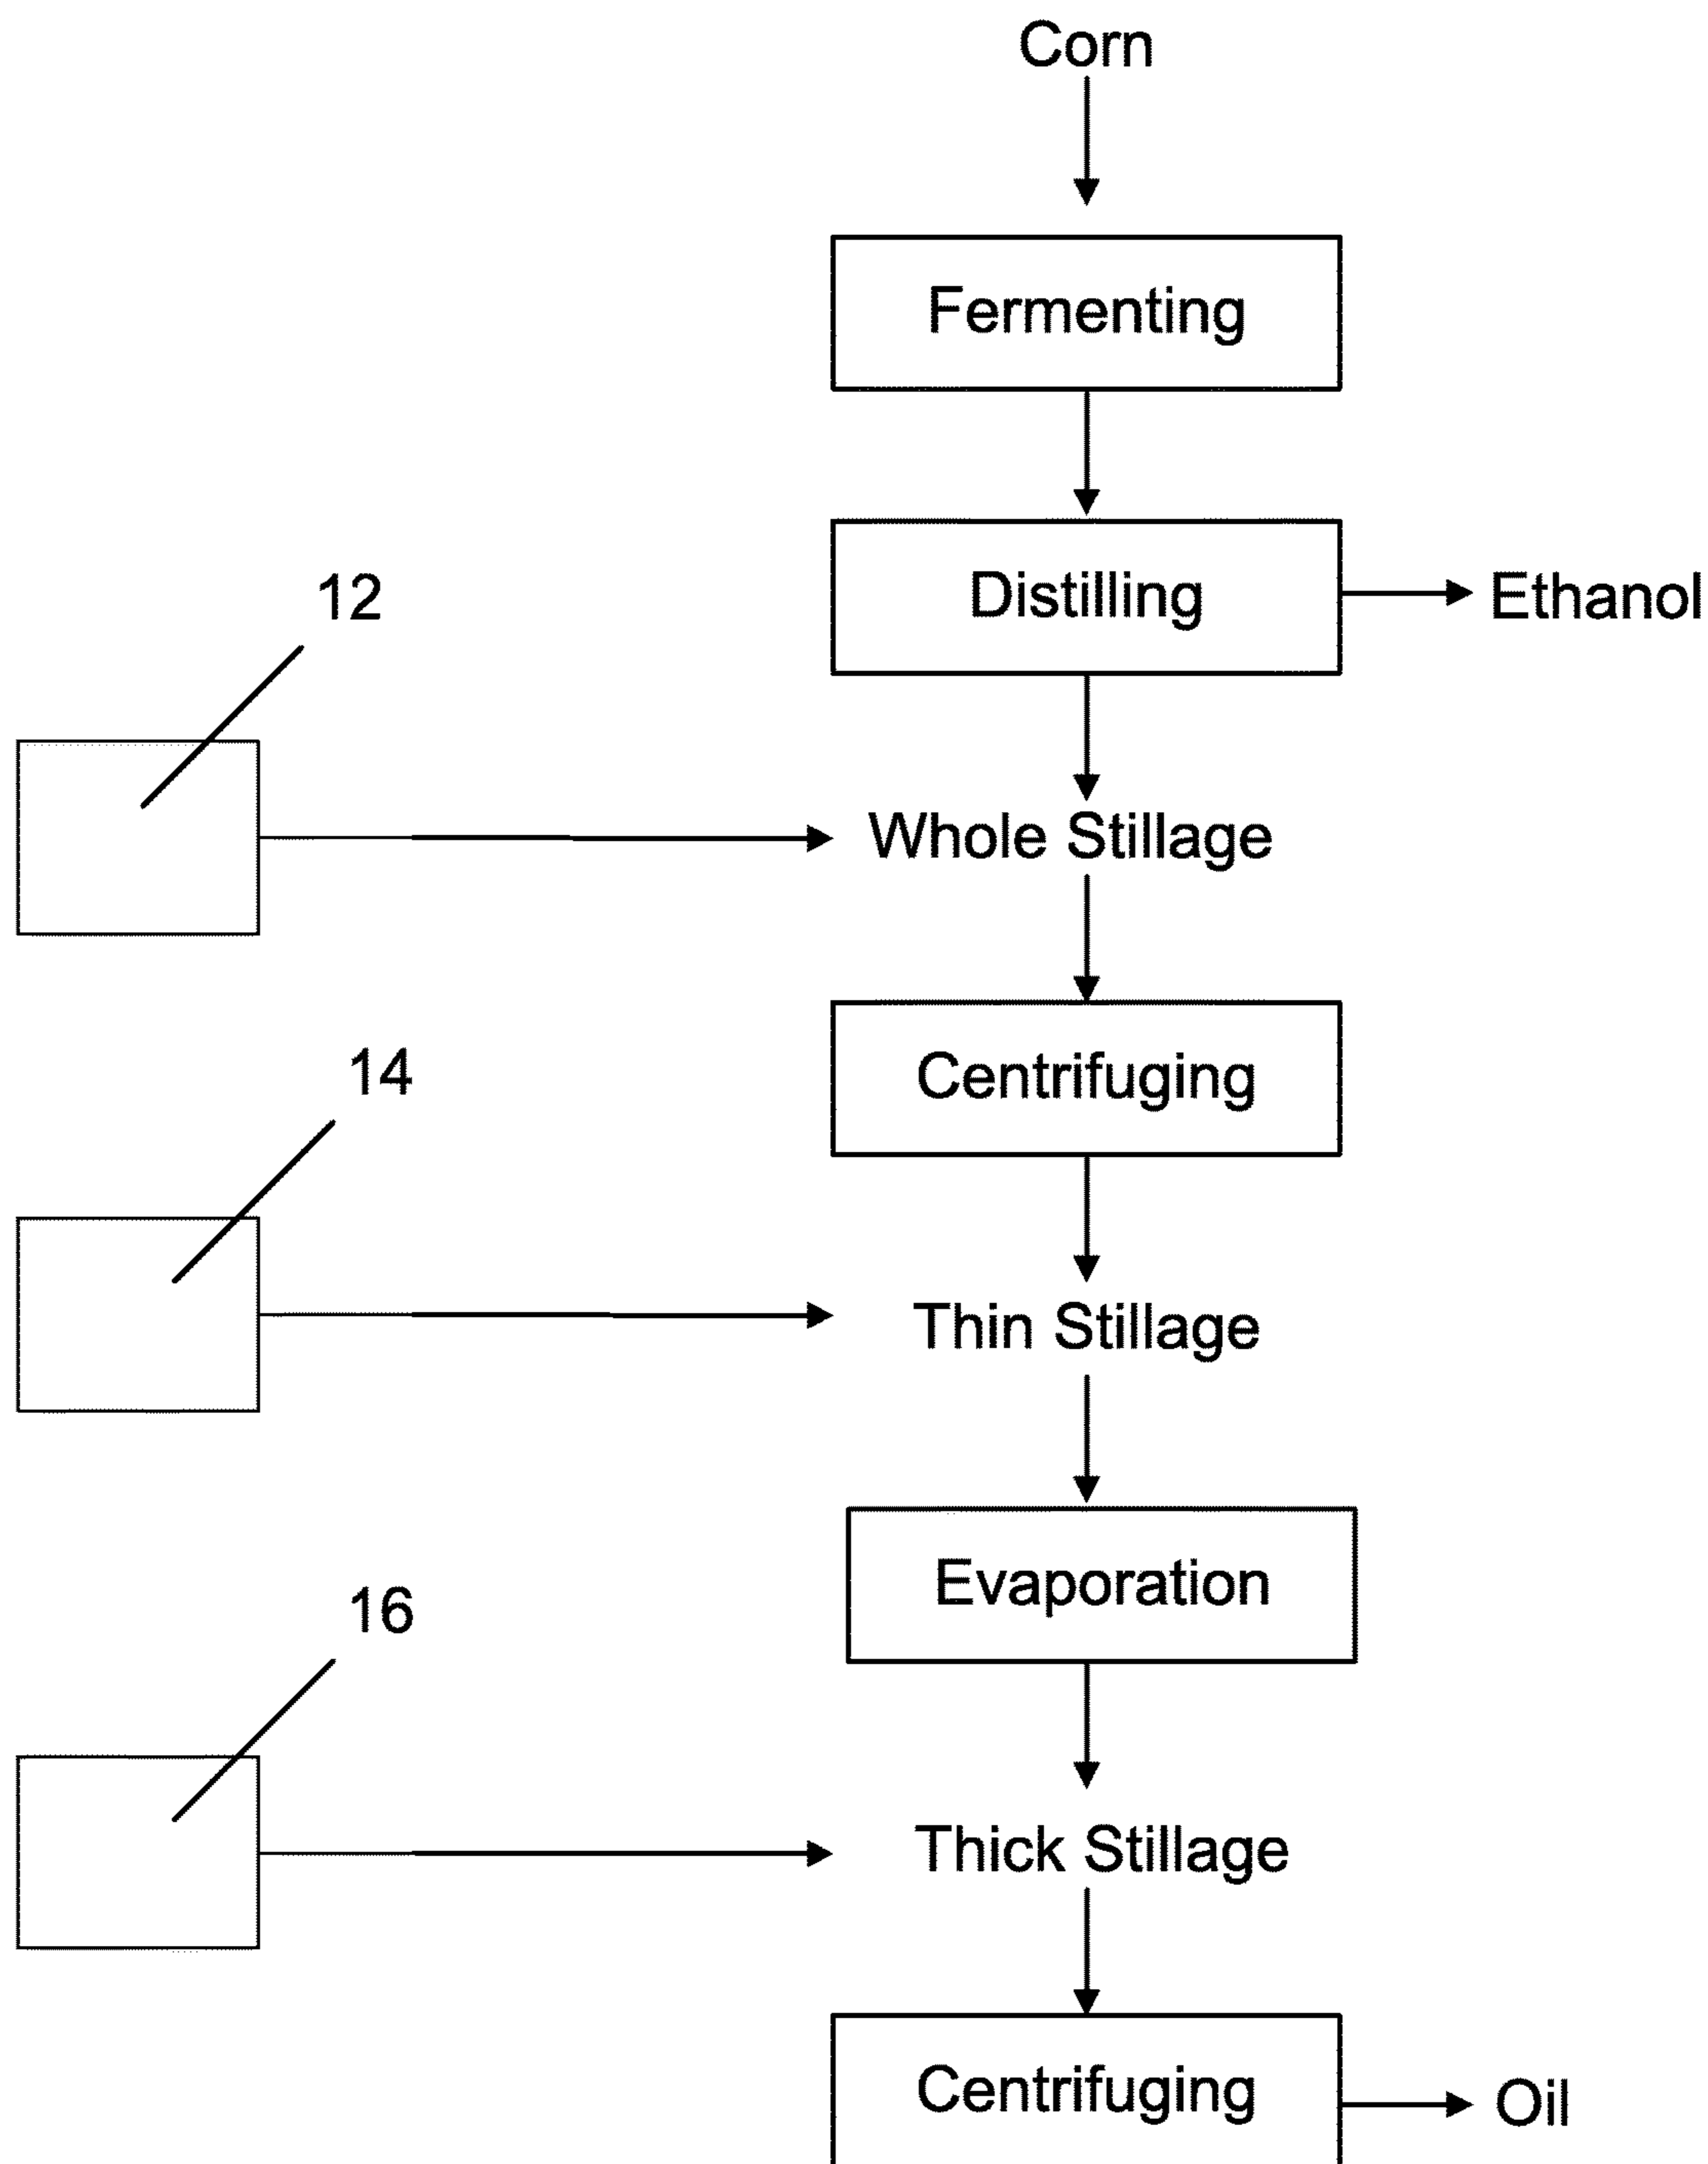 Corn
Fermenting
Distilling
Ethanol
12
Whole Stillage
14
Centrifuging
Thin Stillage
16
Evaporation
Thick Stillage
Centrifuging
Oil